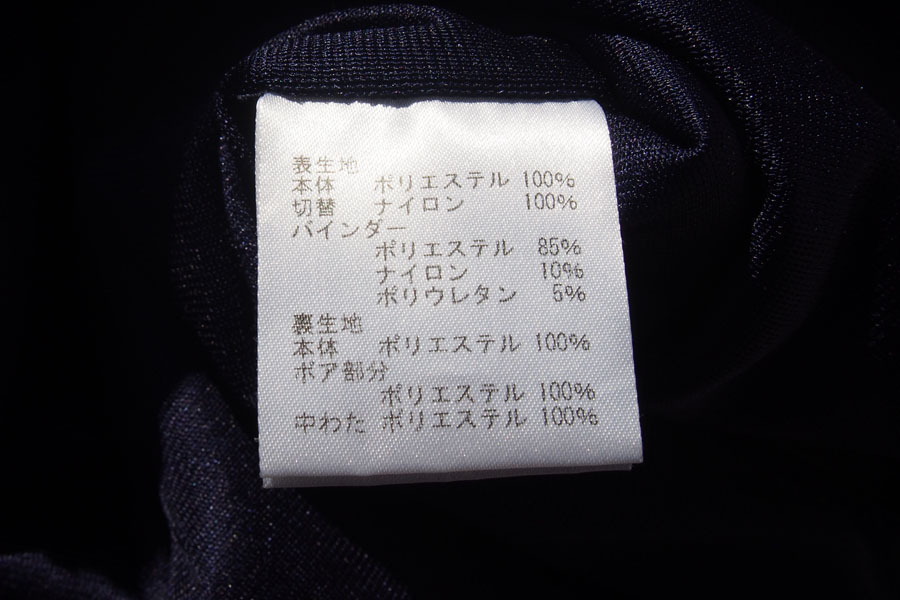 表生地
本体 ポリエステル 100%
切替 ナイロン 100%
バインダー
ポリエステル 85%
ナイロン 10%
ポリウレタン 5%
裏生地
本体 ポリエステル 100%
ボア部分
ポリエステル 100%
中わた ポリエステル 100%